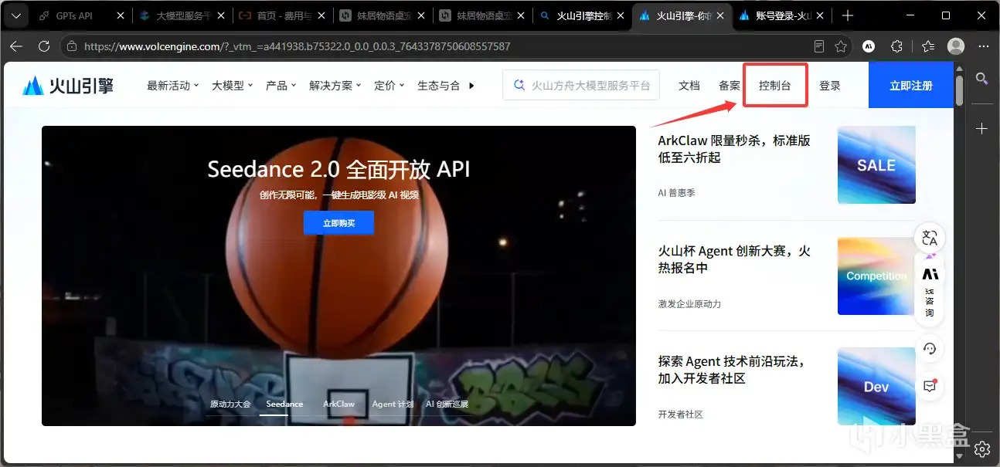 GPTs API
大模型服务平
首页 - 费用与
妹居物语桌宠
妹居物语桌宠
火山引擎控制
火山引擎-你的
账号登录-火山
https://www.volcengine.com/?_vtm_=a441938.b75322.0_0.0_0.0.3_7643378750608557587
火山引擎
最新活动
大模型
产品
解决方案
定价
生态与合
火山方舟大模型服务平台
文档
备案
控制台
登录
立即注册
Seedance 2.0 全面开放 API
创作无限可能，一键生成电影级 AI 视频
立即购买
原动力大会
Seedance
ArkClaw
Agent 计划
AI 创新巡展
ArkClaw 限量秒杀，标准版
低至六折起
AI 普惠季
SALE
火山杯 Agent 创新大赛，火
热报名中
激发企业原动力
Competition
探索 Agent 技术前沿玩法，
加入开发者社区
开发者社区
Dev
文A
Ai
线
咨
询
小黑盒